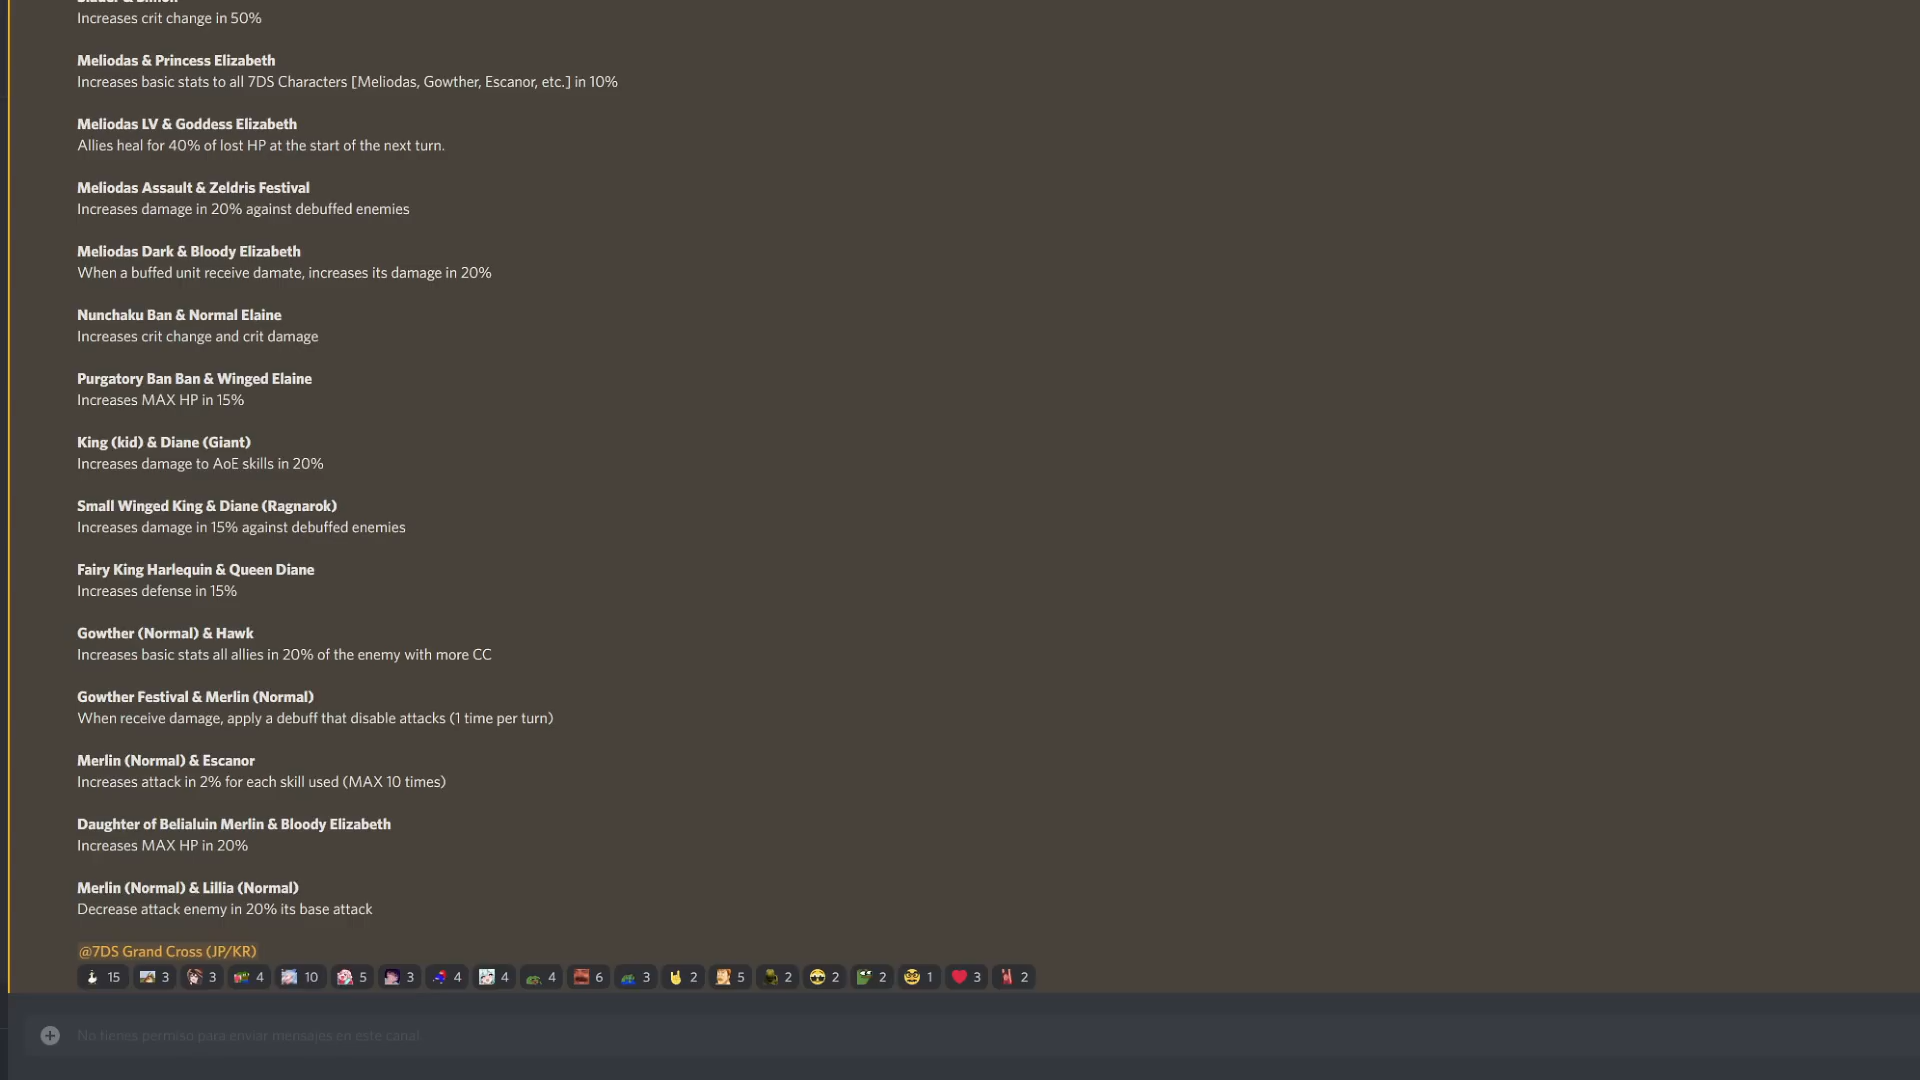 Increases crit change in 50%
Meliodas & Princess Elizabeth
Increases basic stats to all 7DS Characters [Meliodas, Gowther, Escanor, etc.] in 10%
Meliodas LV & Goddess Elizabeth
Allies heal for 40% of lost HP at the start of the next turn.
Meliodas Assault & Zeldris Festival
Increases damage in 20% against debuffed enemies
Meliodas Dark & Bloody Elizabeth
When a buffed unit receive damate, increases its damage in 20%
Nunchaku Ban & Normal Elaine
Increases crit change and crit damage
Purgatory Ban Ban & Winged Elaine
Increases MAX HP in 15%
King (kid) & Diane (Giant)
Increases damage to AoE skills in 20%
Small Winged King & Diane (Ragnarok)
Increases damage in 15% against debuffed enemies
Fairy King Harlequin & Queen Diane
Increases defense in 15%
Gowther (Normal) & Hawk
Increases basic stats all allies in 20% of the enemy with more CC
Gowther Festival & Merlin (Normal)
When receive damage, apply a debuff that disable attacks (1 time per turn)
Merlin (Normal) & Escanor
Increases attack in 2% for each skill used (MAX 10 times)
Daughter of Belialuin Merlin & Bloody Elizabeth
Increases MAX HP in 20%
Merlin (Normal) & Lillia (Normal)
Decrease attack enemy in 20% its base attack
@7DS Grand Cross (JP/KR)
15 3 3 4 10 5 3 4 4 4 6 3 2 5 2 2 2 1 3 2
No tienes permiso para enviar mensajes en este canal